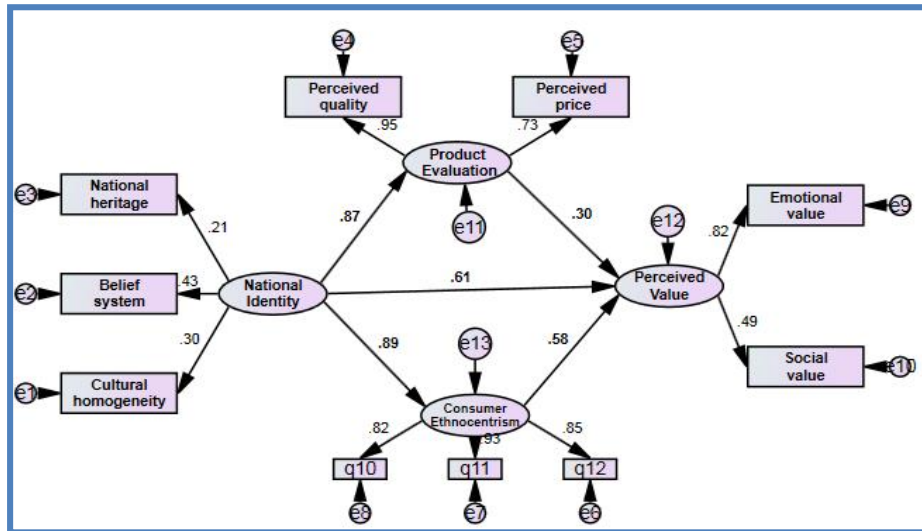 e4
e5
Perceived
quality
Perceived
price
.95
.73
Product
Evaluation
e3
National
heritage
Emotional
value
e9
.21
.87
e11
.30
e12
.82
e2
Belief
system
.43
National
Identity
.61
Perceived
Value
.30
.89
e13
.58
.49
e1
Cultural
homogeneity
Social
value
e10
Consumer
Ethnocentrism
.82
.93
.85
q10
q11
q12
e8
e7
e6